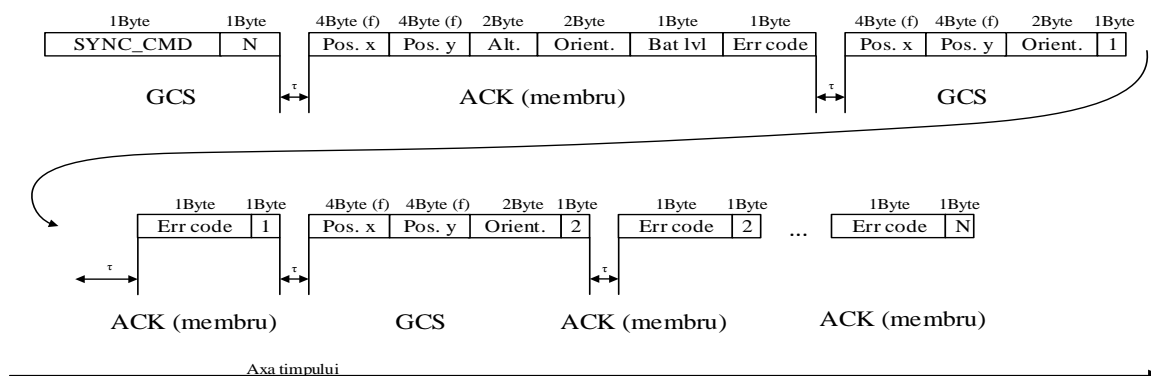 1Byte 1Byte 4Byte (f) 4Byte (f) 2Byte 2Byte 1Byte 1Byte 4Byte (f) 4Byte (f) 2Byte 1Byte
SYNC_CMD N Pos. x Pos. y Alt. Orient. Bat lvl Err code Pos. x Pos. y Orient. 1
τ τ
GCS ACK (membru) GCS
1Byte 1Byte 4Byte (f) 4Byte (f) 2Byte 1Byte 1Byte 1Byte 1Byte 1Byte
Err code 1 Pos. x Pos. y Orient. 2 Err code 2 ... Err code N
τ τ τ
ACK (membru) GCS ACK (membru) ACK (membru)
Axa timpului